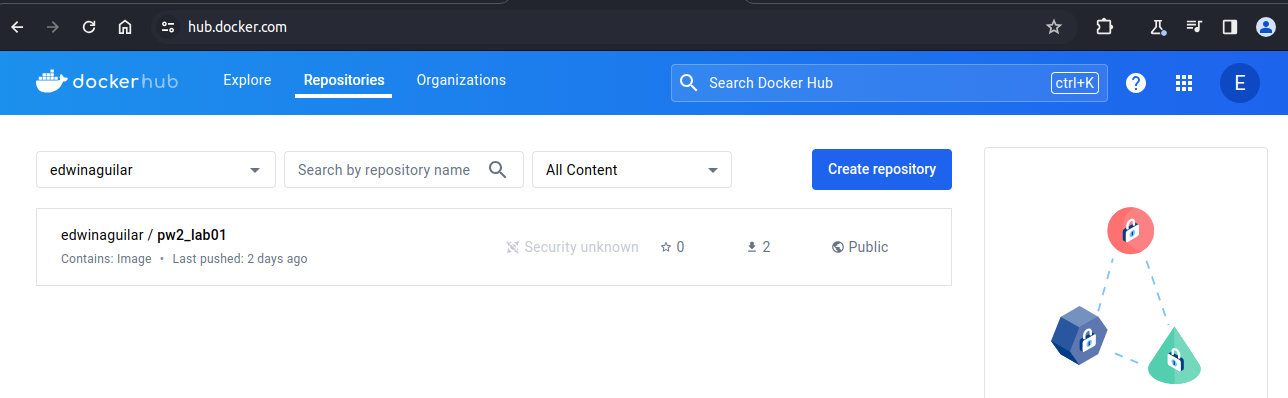 hub.docker.com
dockerhub Explore Repositories Organizations Search Docker Hub ctrl+K ? E
edwinaguilar Search by repository name All Content Create repository
edwinaguilar / pw2_lab01 Security unknown 0 2 Public
Contains: Image • Last pushed: 2 days ago